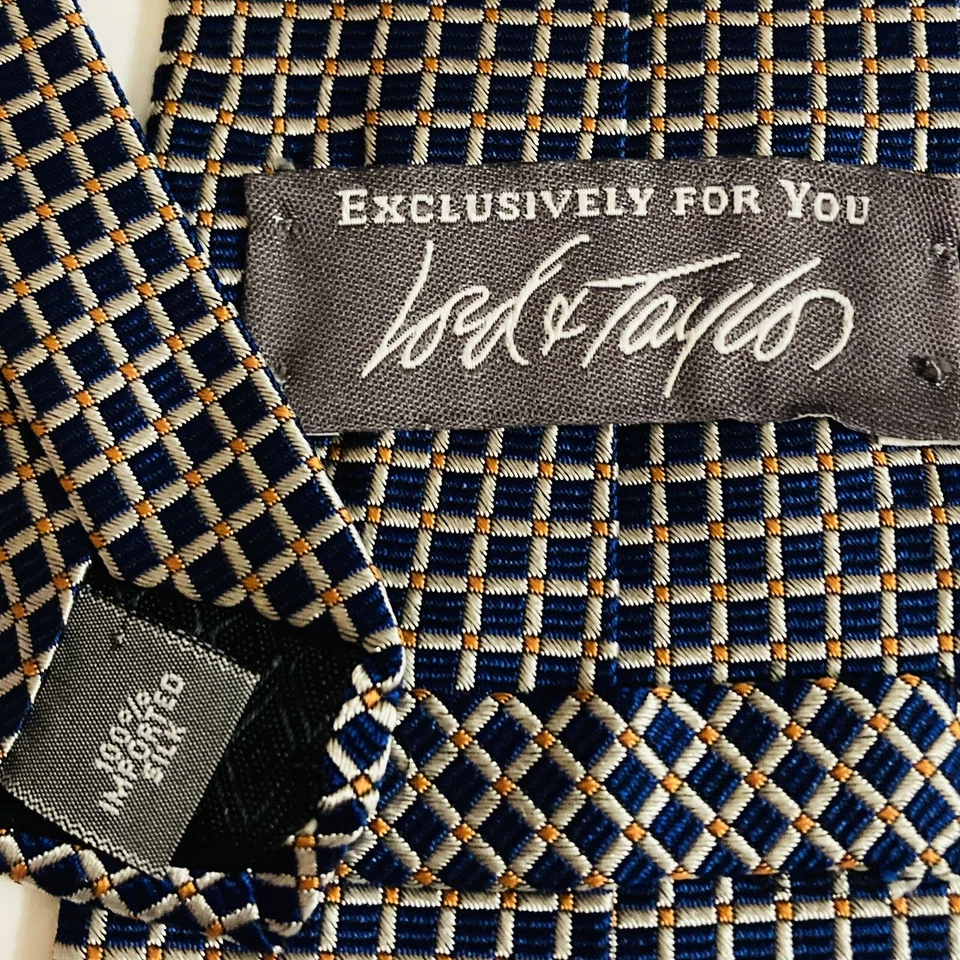 EXCLUSIVELY FOR YOU
Lord & Taylor
100%
IMPORTED
SILK